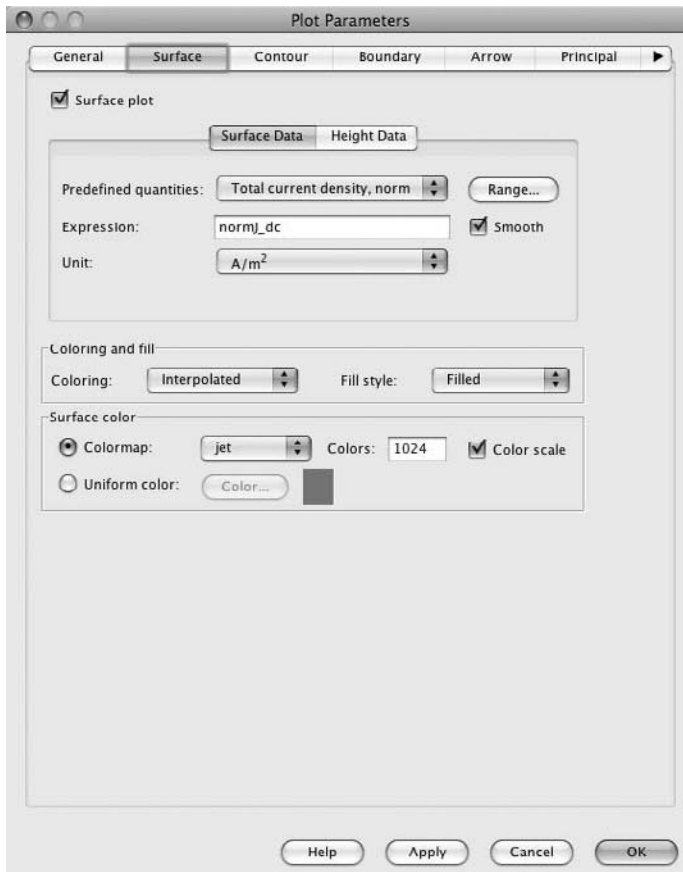 Plot Parameters
General Surface Contour Boundary Arrow Principal
Surface plot
Surface Data Height Data
Predefined quantities: Total current density, norm Range...
Expression: normJ_dc Smooth
Unit: A/m²
Coloring and fill
Coloring: Interpolated Fill style: Filled
Surface color
Colormap: jet Colors: 1024 Color scale
Uniform color: Color...
Help Apply Cancel OK